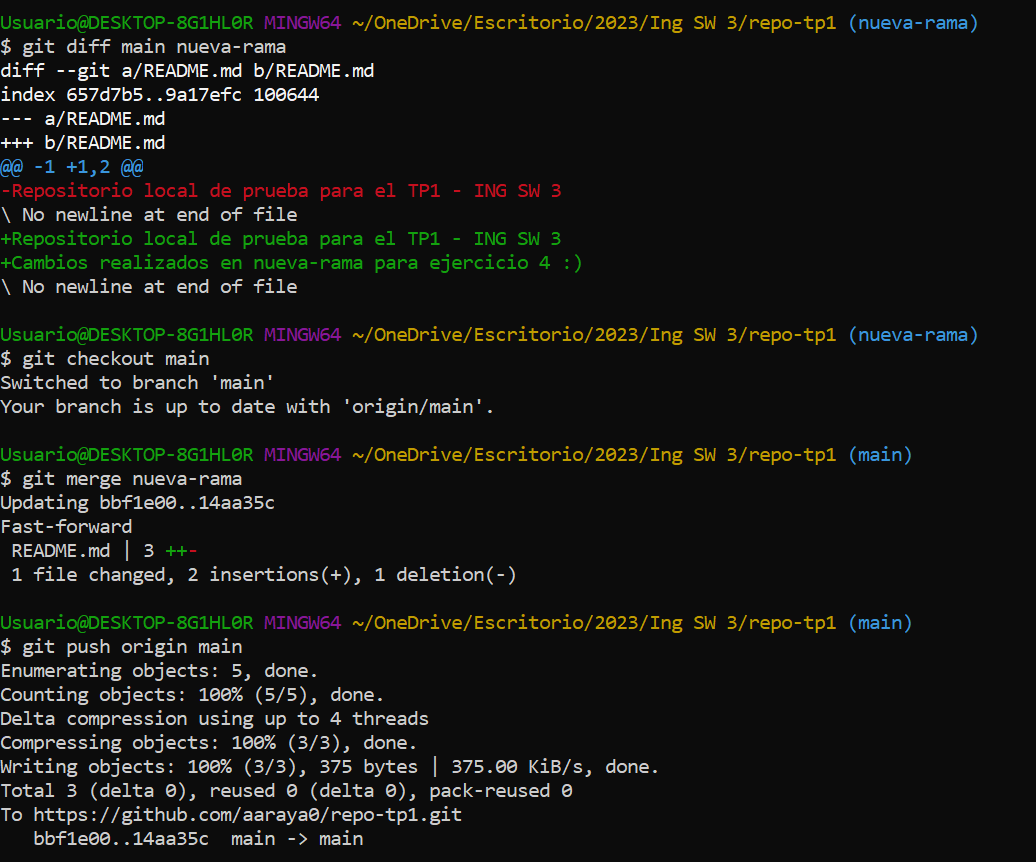 Usuario@DESKTOP-8G1HL0R MINGW64 ~/OneDrive/Escritorio/2023/Ing SW 3/repo-tp1 (nueva-rama)
$ git diff main nueva-rama
diff --git a/README.md b/README.md
index 657d7b5..9a17efc 100644
--- a/README.md
+++ b/README.md
@@ -1 +1,2 @@
-Repositorio local de prueba para el TP1 - ING SW 3
\ No newline at end of file
+Repositorio local de prueba para el TP1 - ING SW 3
+Cambios realizados en nueva-rama para ejercicio 4 :)
\ No newline at end of file
Usuario@DESKTOP-8G1HL0R MINGW64 ~/OneDrive/Escritorio/2023/Ing SW 3/repo-tp1 (nueva-rama)
$ git checkout main
Switched to branch 'main'
Your branch is up to date with 'origin/main'.
Usuario@DESKTOP-8G1HL0R MINGW64 ~/OneDrive/Escritorio/2023/Ing SW 3/repo-tp1 (main)
$ git merge nueva-rama
Updating bbf1e00..14aa35c
Fast-forward
 README.md | 3 ++-
 1 file changed, 2 insertions(+), 1 deletion(-)
Usuario@DESKTOP-8G1HL0R MINGW64 ~/OneDrive/Escritorio/2023/Ing SW 3/repo-tp1 (main)
$ git push origin main
Enumerating objects: 5, done.
Counting objects: 100% (5/5), done.
Delta compression using up to 4 threads
Compressing objects: 100% (3/3), done.
Writing objects: 100% (3/3), 375 bytes | 375.00 KiB/s, done.
Total 3 (delta 0), reused 0 (delta 0), pack-reused 0
To https://github.com/aaraya0/repo-tp1.git
   bbf1e00..14aa35c  main -> main